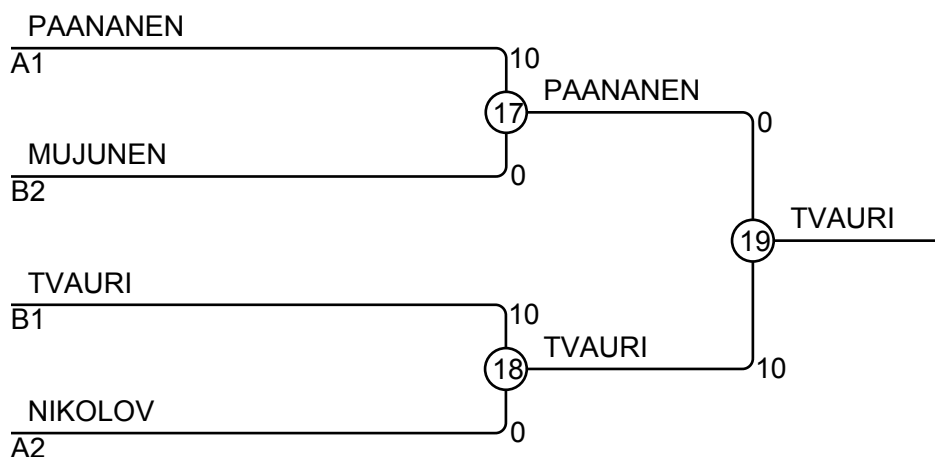 PAANANEN
A1
10
17
PAANANEN
0
MUJUNEN
B2
0
19
TVAURI
TVAURI
B1
10
18
TVAURI
10
NIKOLOV
A2
0